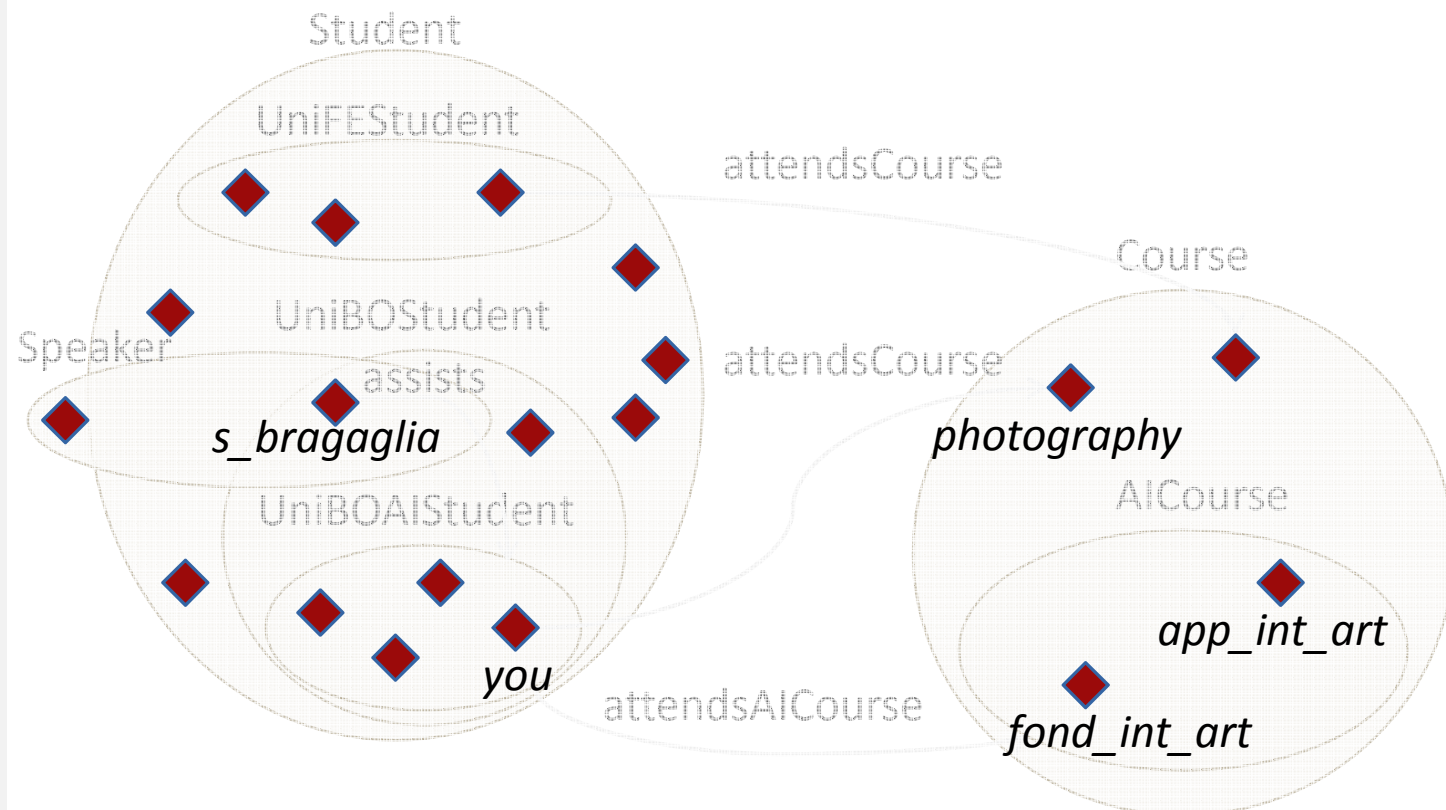 Student
UniFEStudent
attendsCourse
Course
UniBOStudent
Speaker
assists
attendsCourse
s_bragaglia
photography
UniBOAIStudent
AICourse
app_int_art
you
attendsAICourse
fond_int_art